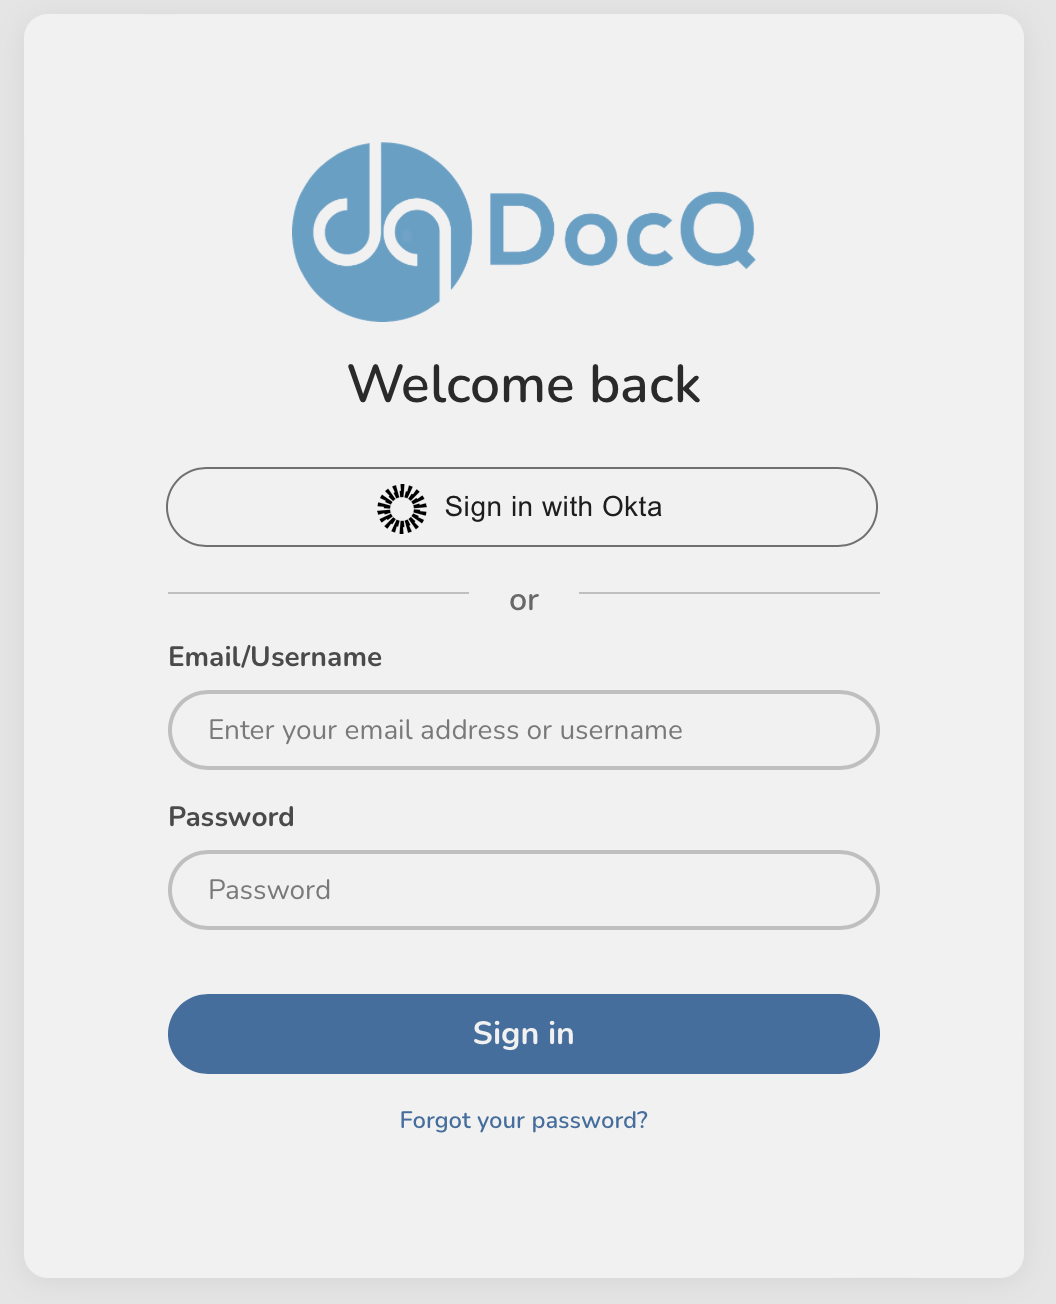 dq DocQ
Welcome back
Sign in with Okta
or
Email/Username
Enter your email address or username
Password
Password
Sign in
Forgot your password?